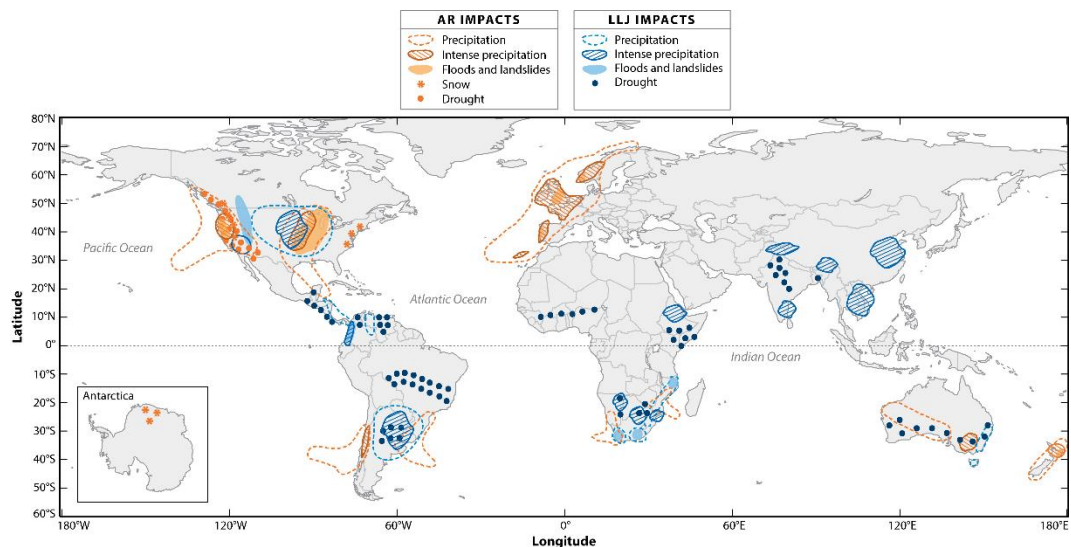 AR IMPACTS
Precipitation
Intense precipitation
Floods and landslides
Snow
Drought
LLJ IMPACTS
Precipitation
Intense precipitation
Floods and landslides
Drought
80°N
70°N
60°N
50°N
40°N
30°N
20°N
10°N
0°
10°S
20°S
30°S
40°S
50°S
60°S
Latitude
Pacific Ocean
Atlantic Ocean
Indian Ocean
Antarctica
180°W
120°W
60°W
0°
60°E
120°E
180°E
Longitude